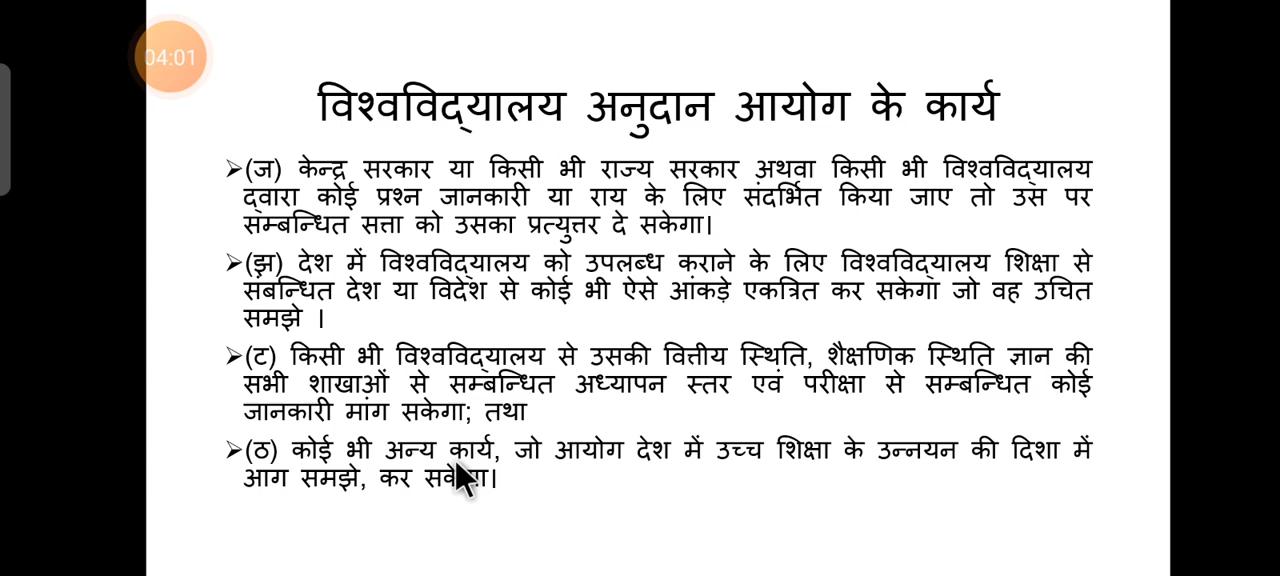 04:01
विश्वविद्यालय अनुदान आयोग के कार्य
➢(ज) केन्द्र सरकार या किसी भी राज्य सरकार अथवा किसी भी विश्वविद्यालय
द्वारा कोई प्रश्न जानकारी या राय के लिए संदर्भित किया जाए तो उस पर
सम्बन्धित सत्ता को उसका प्रत्युत्तर दे सकेगा।
➢(झ) देश में विश्वविद्यालय को उपलब्ध कराने के लिए विश्वविद्यालय शिक्षा से
संबन्धित देश या विदेश से कोई भी ऐसे आंकड़े एकत्रित कर सकेगा जो वह उचित
समझे ।
➢(ट) किसी भी विश्वविद्यालय से उसकी वित्तीय स्थिति, शैक्षणिक स्थिति ज्ञान की
सभी शाखाओं से सम्बन्धित अध्यापन स्तर एवं परीक्षा से सम्बन्धित कोई
जानकारी मांग सकेगा; तथा
➢(ठ) कोई भी अन्य कार्य, जो आयोग देश में उच्च शिक्षा के उन्नयन की दिशा में
आग समझे, कर